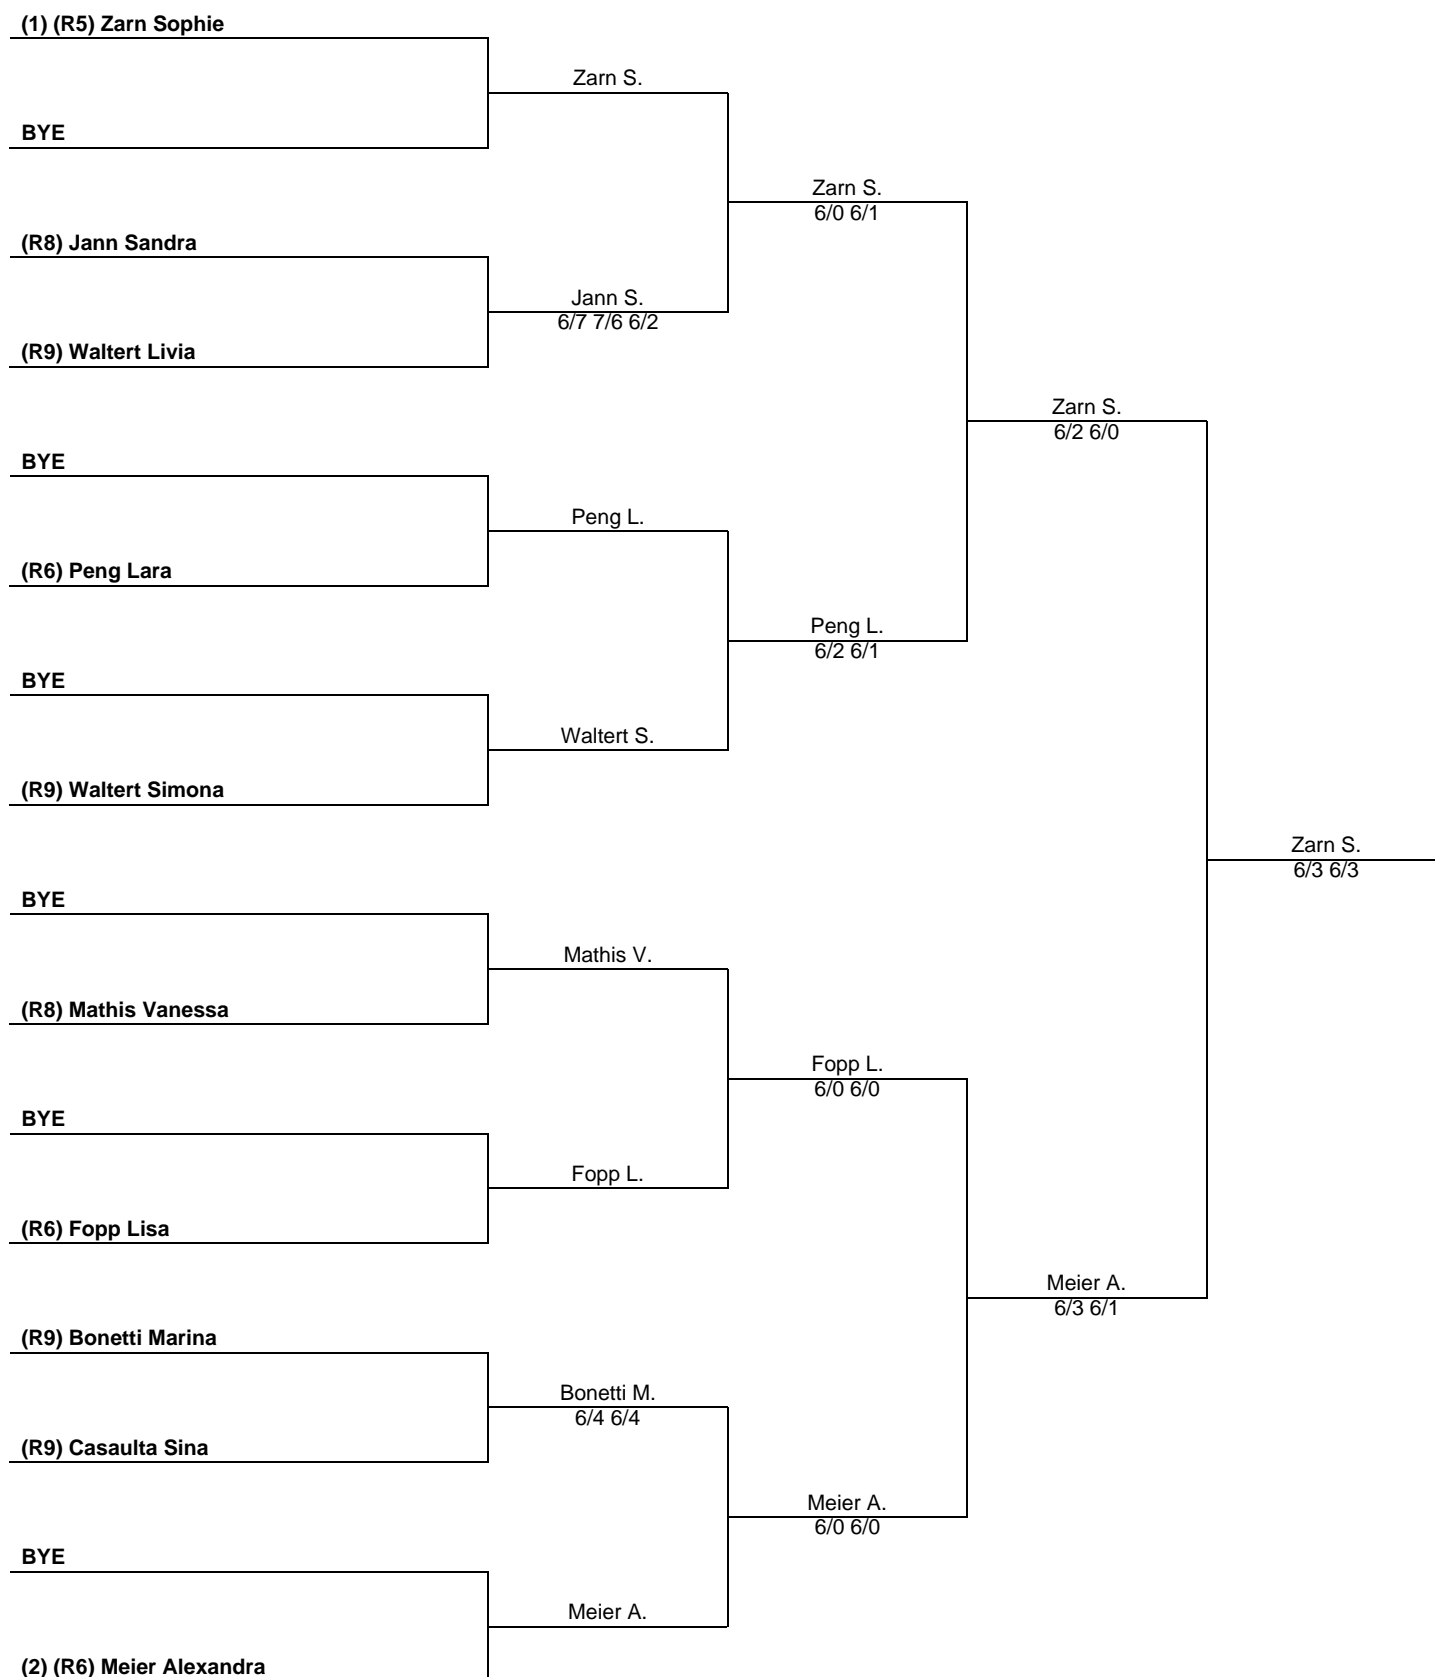 (1) (R5) Zarn Sophie
Zarn S.
BYE
Zarn S.
6/0 6/1
(R8) Jann Sandra
Jann S.
6/7 7/6 6/2
(R9) Waltert Livia
Zarn S.
6/2 6/0
BYE
Peng L.
(R6) Peng Lara
Peng L.
6/2 6/1
BYE
Waltert S.
(R9) Waltert Simona
Zarn S.
6/3 6/3
BYE
Mathis V.
(R8) Mathis Vanessa
Fopp L.
6/0 6/0
BYE
Fopp L.
(R6) Fopp Lisa
Meier A.
6/3 6/1
(R9) Bonetti Marina
Bonetti M.
6/4 6/4
(R9) Casaulta Sina
Meier A.
6/0 6/0
BYE
Meier A.
(2) (R6) Meier Alexandra